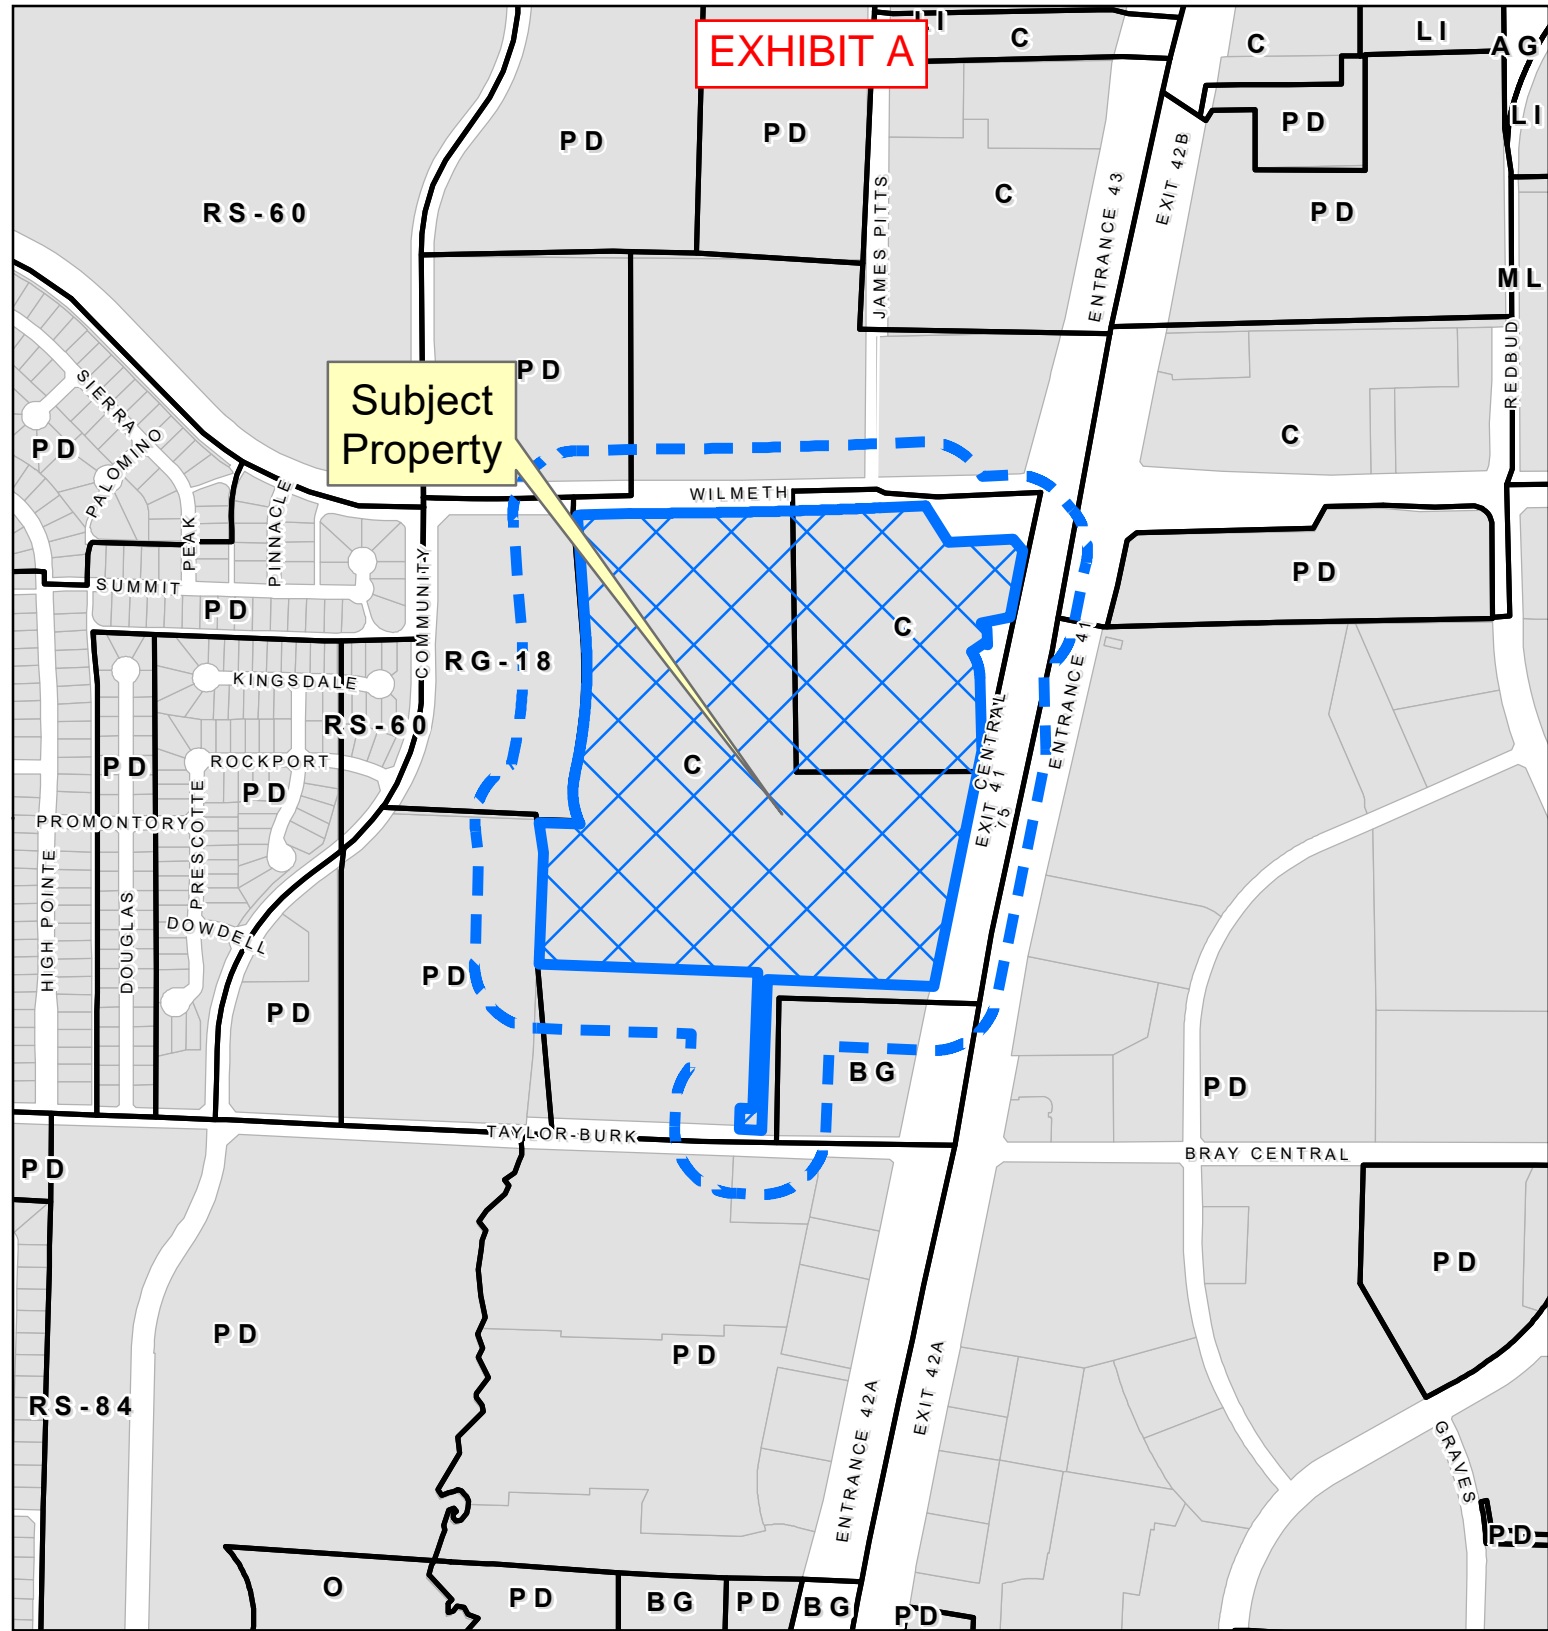 EXHIBIT A
LI
C
C
LI
AG
LI
PD
PD
PD
C
PD
RS-60
JAMES PITTS
ENTRANCE 43
EXIT 42B
ML
REDBUD
PD
Subject
Property
C
SIERRA
PALOMINO
PD
PEAK
PINNACLE
WILMETH
SUMMIT
PD
COMMUNITY
RG-18
C
PD
ENTRANCE 41
KINGSDALE
RS-60
ROCKPORT
PD
PD
C
CENTRAL
EXIT 41
75
PROMONTORY
PRESCOTTE
HIGH POINTE
DOUGLAS
DOWDELL
PD
PD
BG
PD
TAYLOR-BURK
BRAY CENTRAL
PD
PD
PD
PD
RS-84
ENTRANCE 42A
EXIT 42A
GRAVES
PD
O
PD
BG
PD
BG
PD